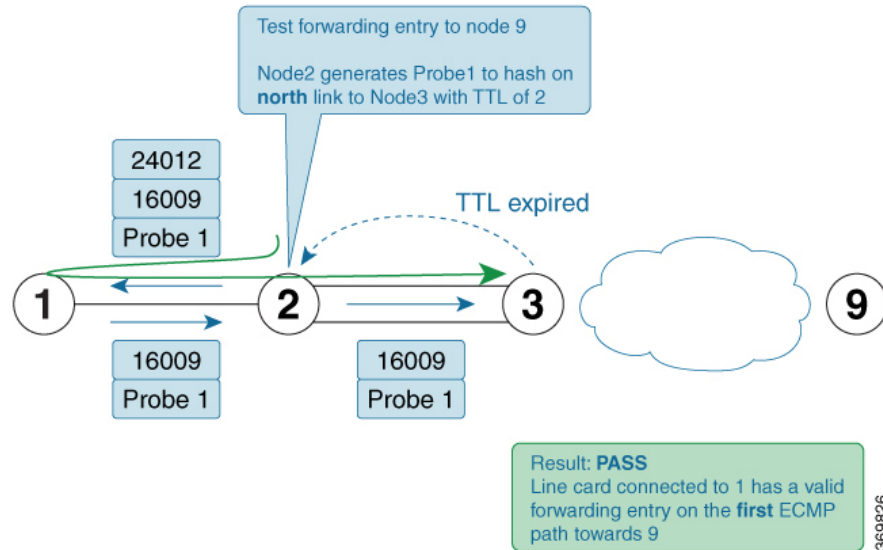 Test forwarding entry to node 9
Node2 generates Probe1 to hash on
north link to Node3 with TTL of 2
24012
16009
Probe 1
TTL expired
1
2
3
9
16009
Probe 1
16009
Probe 1
Result: PASS
Line card connected to 1 has a valid
forwarding entry on the first ECMP
path towards 9
369826